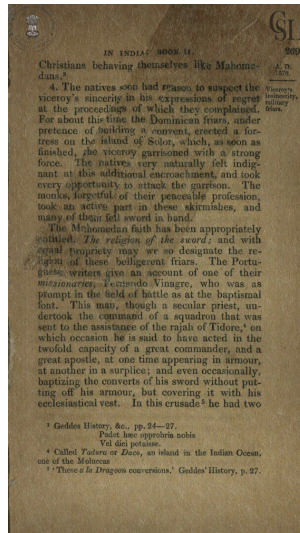 IN INDIA: BOOK II.
269
Christians behaving themselves like Mahome-
dans.³
A. D.
1570.
4. The natives soon had reason to suspect the
viceroy's sincerity in his expressions of regret
at the proceedings of which they complained.
For about this time the Dominican friars, under
pretence of building a convent, erected a for-
tress on the island of Solor, which, as soon as
finished, the viceroy garrisoned with a strong
force. The natives very naturally felt indig-
nant at this additional encroachment, and took
every opportunity to attack the garrison. The
monks, forgetful of their peaceable profession,
took an active part in these skirmishes, and
many of them fell sword in hand.
Viceroy's
insincerity,
military
friars.
The Mahomedan faith has been appropriately
entitled, The religion of the sword; and with
equal propriety may we so designate the re-
ligion of these belligerent friars. The Portu-
guese writers give an account of one of their
missionaries, Fernando Vinagre, who was as
prompt in the field of battle as at the baptismal
font. This man, though a secular priest, un-
dertook the command of a squadron that was
sent to the assistance of the rajah of Tidore,⁴ on
which occasion he is said to have acted in the
twofold capacity of a great commander, and a
great apostle, at one time appearing in armour,
at another in a surplice; and even occasionally,
baptizing the converts of his sword without put-
ting off his armour, but covering it with his
ecclesiastical vest. In this crusade⁵ he had two
³ Geddes History, &c., pp. 24—27.
Pudet hæc opprobria nobis
Vel dici potuisse.
⁴ Called Tadura or Daco, an island in the Indian Ocean,
one of the Moluccas
⁵ 'These a la Dragoon conversions.' Geddes' History, p. 27.